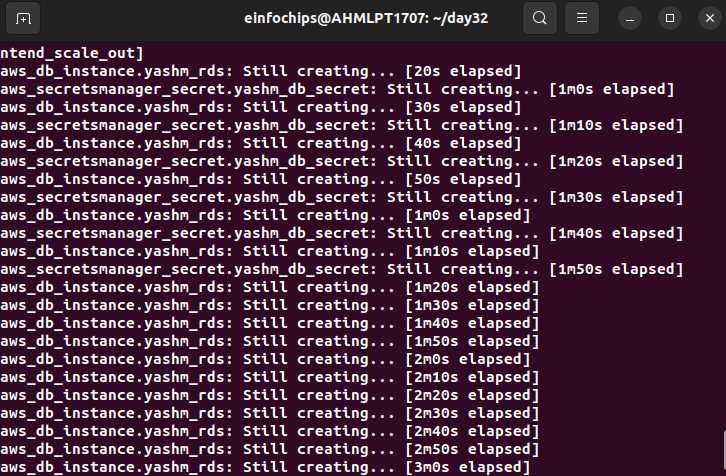 einfochips@AHMLPT1707: ~/day32
ntend_scale_out]
aws_db_instance.yashm_rds: Still creating... [20s elapsed]
aws_secretsmanager_secret.yashm_db_secret: Still creating... [1m0s elapsed]
aws_db_instance.yashm_rds: Still creating... [30s elapsed]
aws_secretsmanager_secret.yashm_db_secret: Still creating... [1m10s elapsed]
aws_db_instance.yashm_rds: Still creating... [40s elapsed]
aws_secretsmanager_secret.yashm_db_secret: Still creating... [1m20s elapsed]
aws_db_instance.yashm_rds: Still creating... [50s elapsed]
aws_secretsmanager_secret.yashm_db_secret: Still creating... [1m30s elapsed]
aws_db_instance.yashm_rds: Still creating... [1m0s elapsed]
aws_secretsmanager_secret.yashm_db_secret: Still creating... [1m40s elapsed]
aws_db_instance.yashm_rds: Still creating... [1m10s elapsed]
aws_secretsmanager_secret.yashm_db_secret: Still creating... [1m50s elapsed]
aws_db_instance.yashm_rds: Still creating... [1m20s elapsed]
aws_db_instance.yashm_rds: Still creating... [1m30s elapsed]
aws_db_instance.yashm_rds: Still creating... [1m40s elapsed]
aws_db_instance.yashm_rds: Still creating... [1m50s elapsed]
aws_db_instance.yashm_rds: Still creating... [2m0s elapsed]
aws_db_instance.yashm_rds: Still creating... [2m10s elapsed]
aws_db_instance.yashm_rds: Still creating... [2m20s elapsed]
aws_db_instance.yashm_rds: Still creating... [2m30s elapsed]
aws_db_instance.yashm_rds: Still creating... [2m40s elapsed]
aws_db_instance.yashm_rds: Still creating... [2m50s elapsed]
aws_db_instance.yashm_rds: Still creating... [3m0s elapsed]